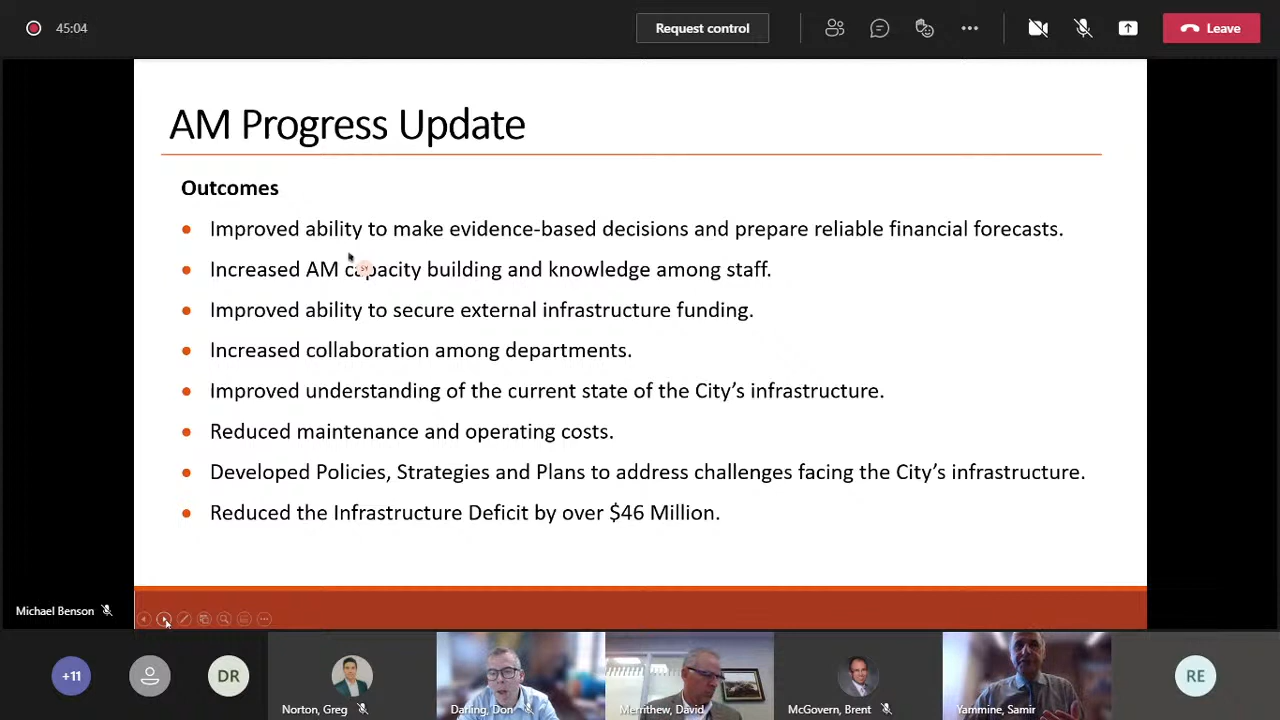 45:04
Request control
Leave
AM Progress Update
Outcomes
Improved ability to make evidence-based decisions and prepare reliable financial forecasts.
Increased AM capacity building and knowledge among staff.
Improved ability to secure external infrastructure funding.
Increased collaboration among departments.
Improved understanding of the current state of the City’s infrastructure.
Reduced maintenance and operating costs.
Developed Policies, Strategies and Plans to address challenges facing the City’s infrastructure.
Reduced the Infrastructure Deficit by over $46 Million.
Michael Benson
+11
DR
Norton, Greg
Darling, Don
Merrithew, David
McGovern, Brent
Yammine, Samir
RE